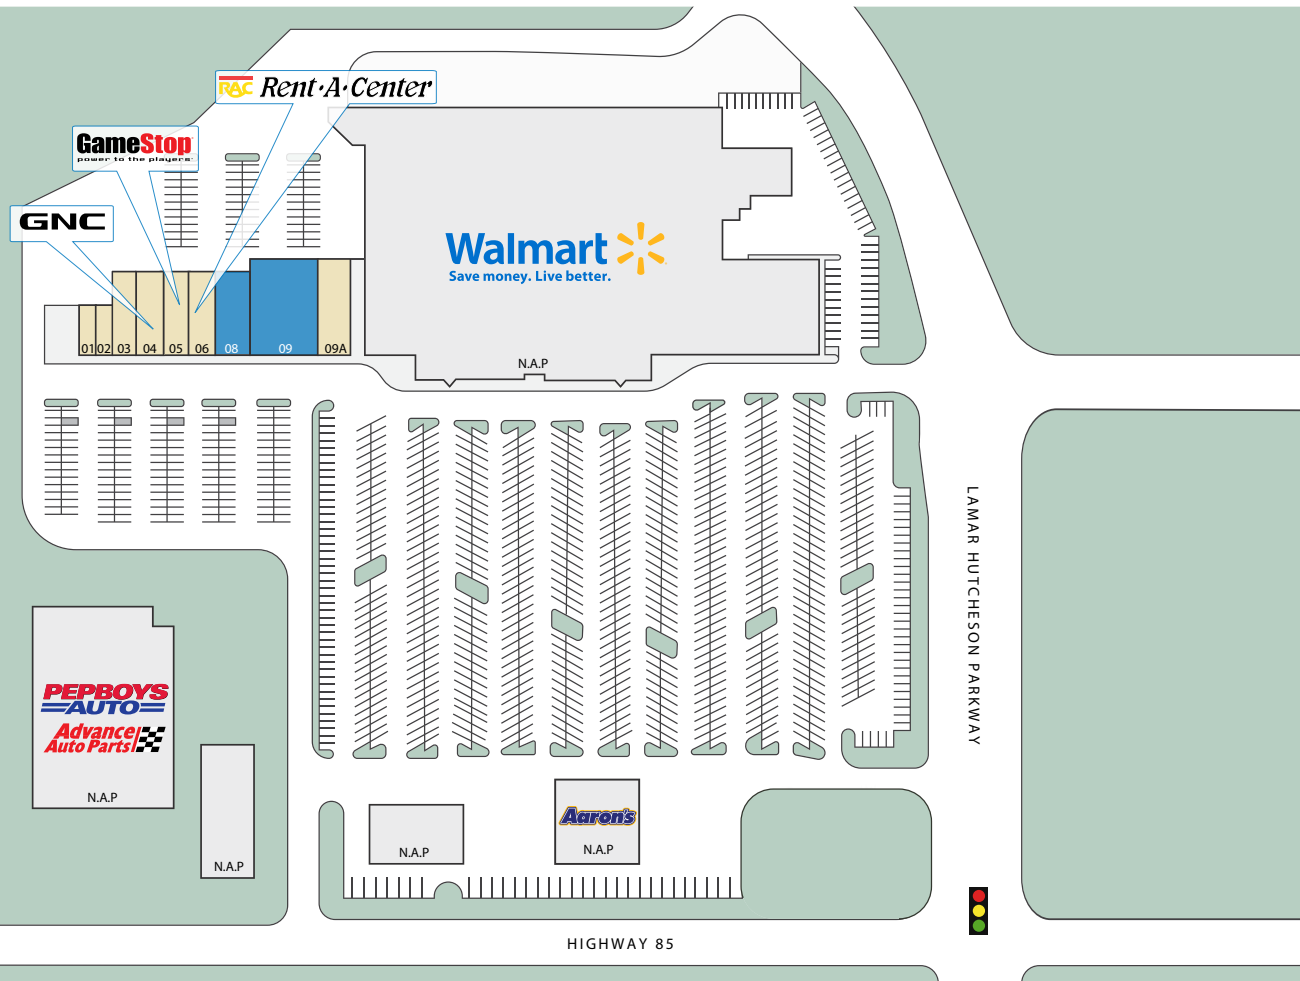 RAC Rent·A·Center
GameStop
power to the players
GNC
Walmart
Save money. Live better.
01 02 03 04 05 06 08 09 09A
N.A.P
LAMAR HUTCHESON PARKWAY
PEPBOYS
AUTO
Advance
Auto Parts
N.A.P
N.A.P
N.A.P
Aaron's
N.A.P
HIGHWAY 85